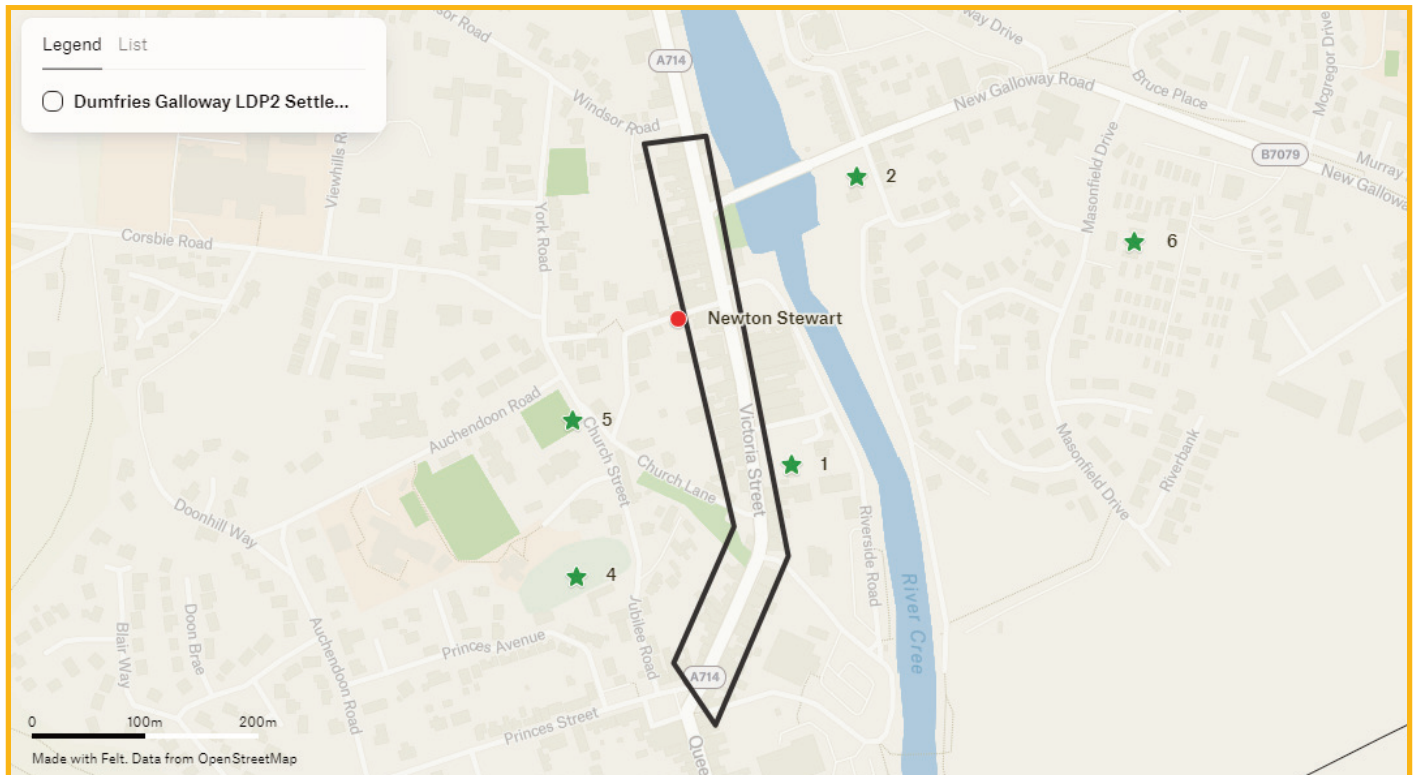 Legend List
Dumfries Galloway LDP2 Settle...
A714
Windsor Road
Viewhills
Corsbie Road
York Road
New Galloway Road
Bruce Place
Mcgregor Drive
B7079
Murray
New Gallowa
Masonfield Drive
2
6
Newton Stewart
5
Auchendoon Road
Church Street
Church Lane
Victoria Street
1
Masonfield Drive
Riverbank
Riverside Road
River Cree
Doonhill Way
4
Jubilee Road
Princes Avenue
Blair Way
Doon Brae
Auchendoon Road
A714
Princes Street
Quee
0 100m 200m
Made with Felt. Data from OpenStreetMap